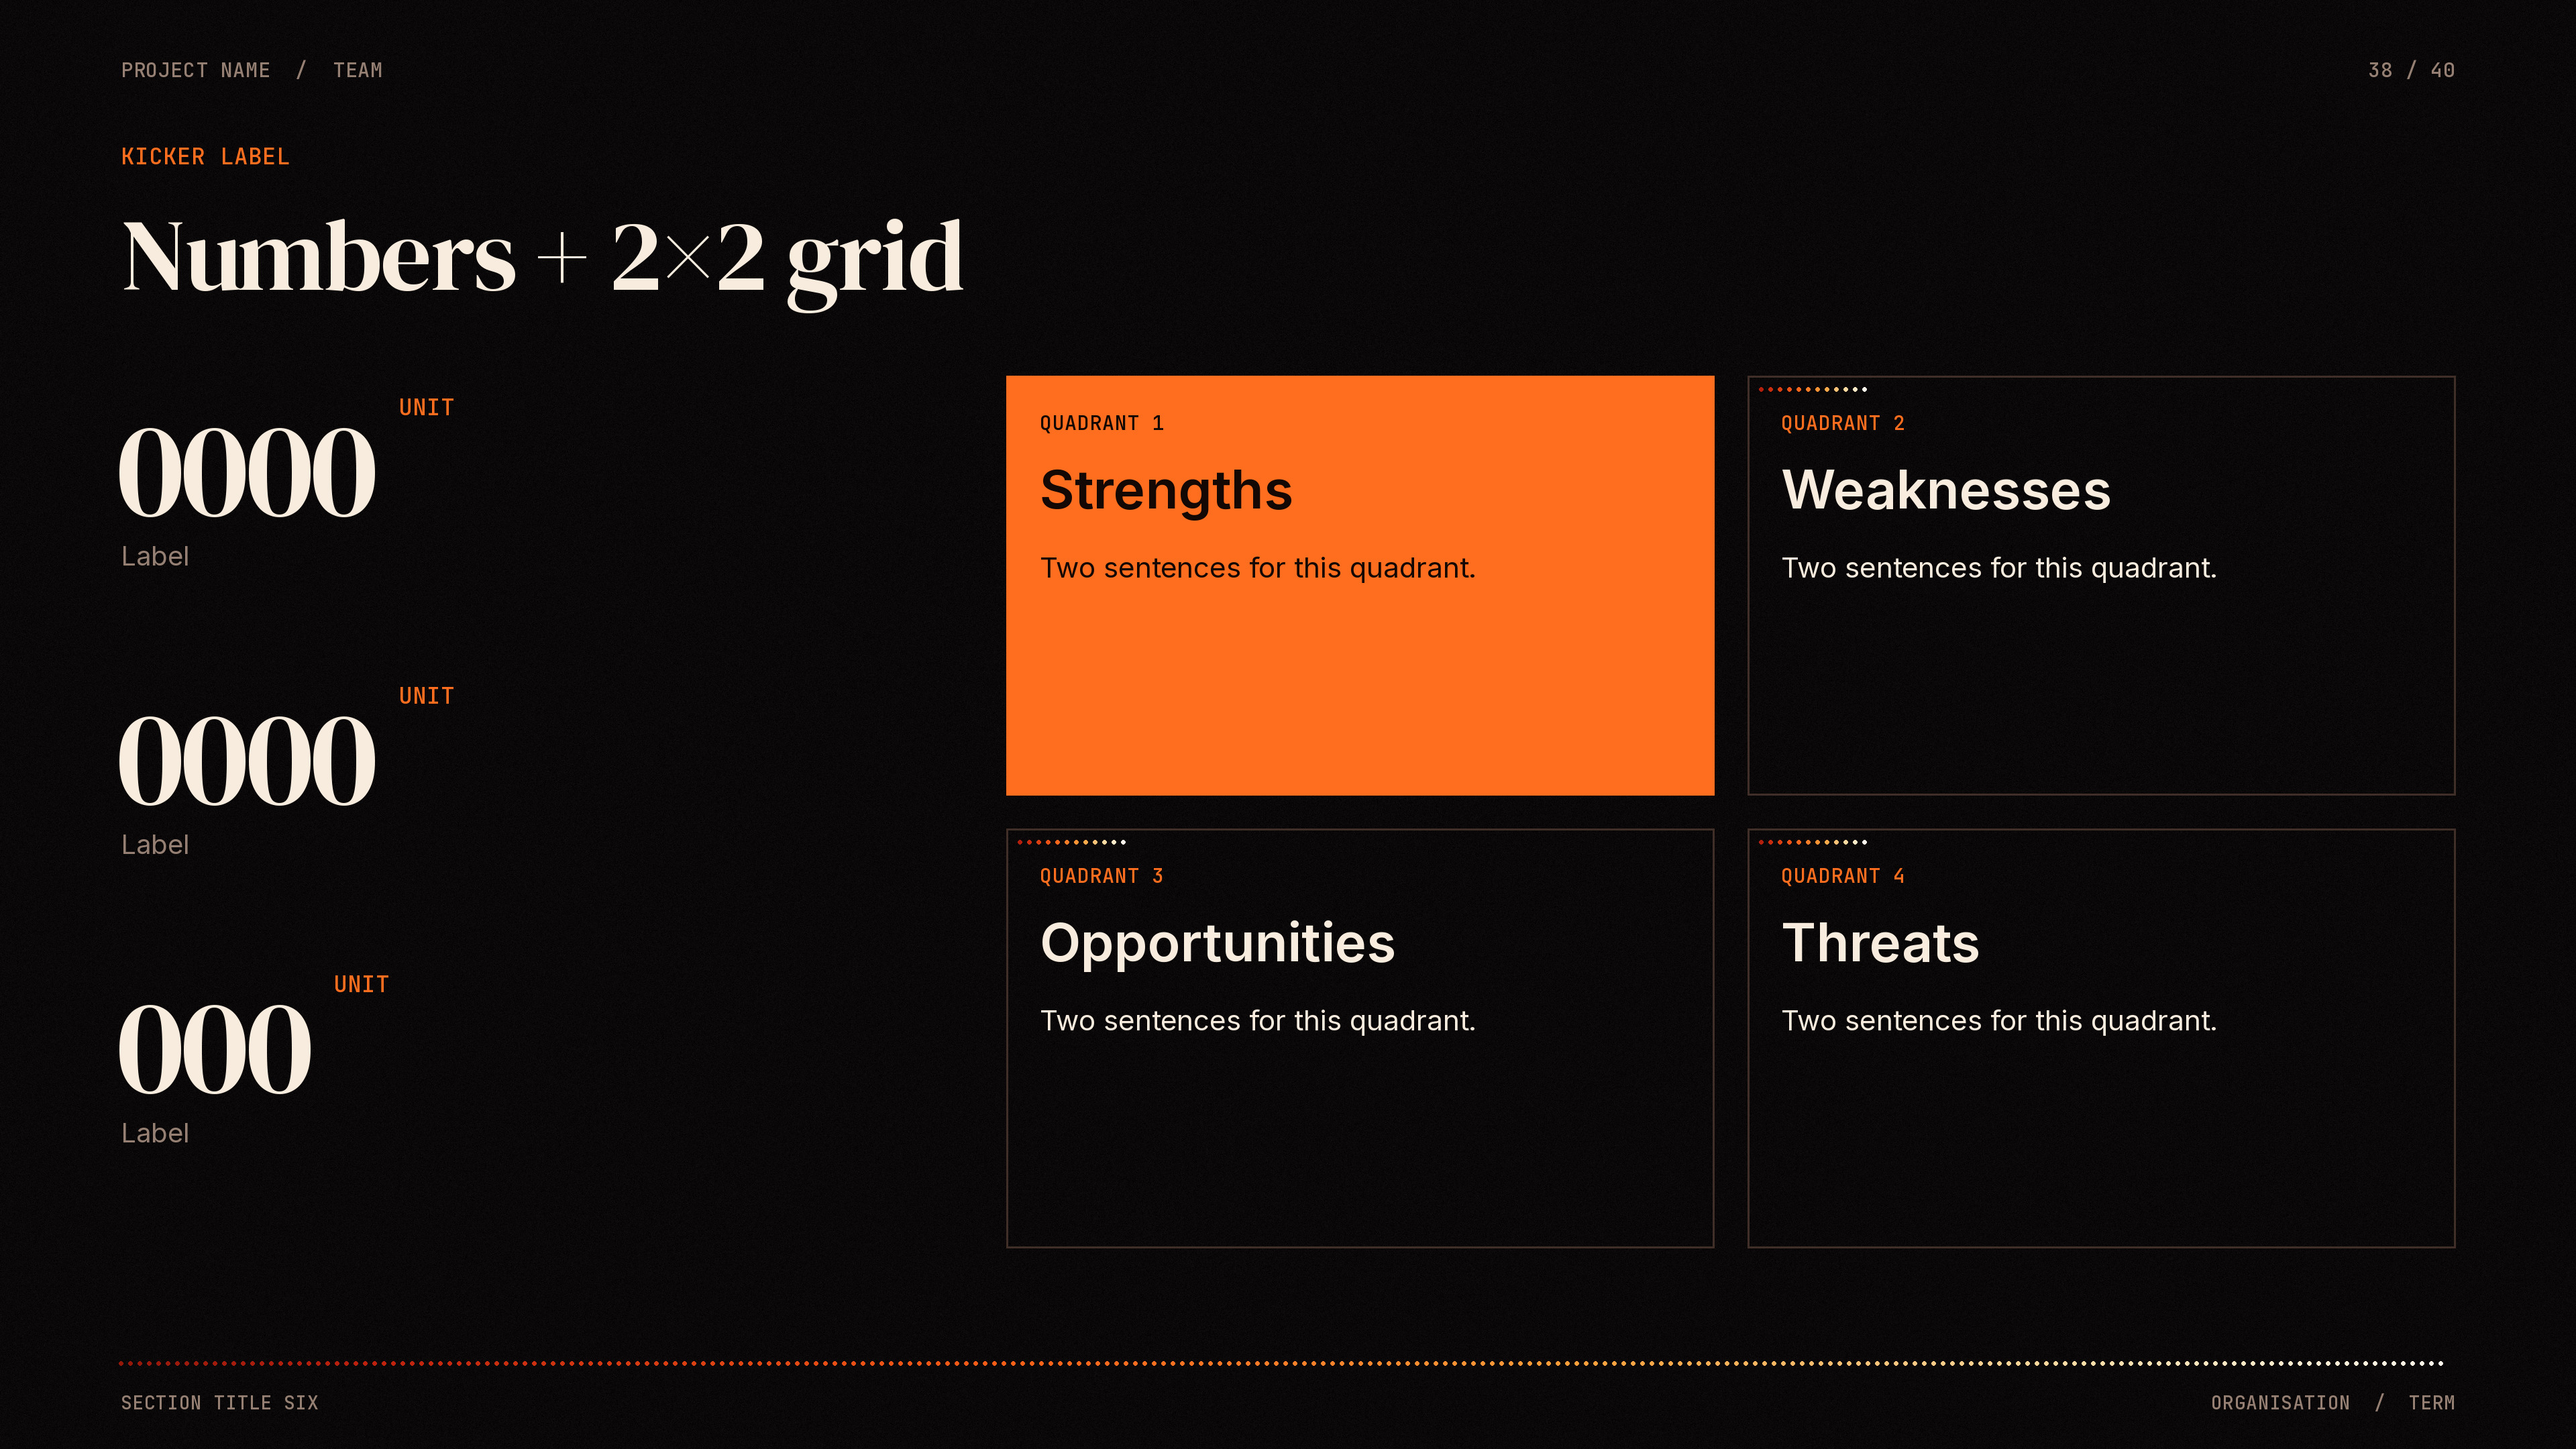 PROJECT NAME / TEAM
38 / 40
KICKER LABEL
Numbers + 2×2 grid
0000 UNIT
Label
0000 UNIT
Label
000 UNIT
Label
QUADRANT 1
Strengths
Two sentences for this quadrant.
QUADRANT 2
Weaknesses
Two sentences for this quadrant.
QUADRANT 3
Opportunities
Two sentences for this quadrant.
QUADRANT 4
Threats
Two sentences for this quadrant.
SECTION TITLE SIX
ORGANISATION / TERM